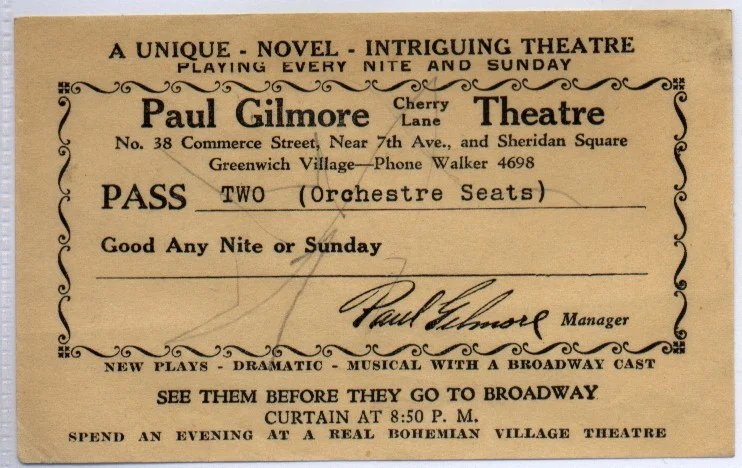 A UNIQUE - NOVEL - INTRIGUING THEATRE
PLAYING EVERY NITE AND SUNDAY
Paul Gilmore Cherry Lane Theatre
No. 38 Commerce Street, Near 7th Ave., and Sheridan Square
Greenwich Village—Phone Walker 4698
PASS TWO (Orchestre Seats)
Good Any Nite or Sunday
Paul Gilmore Manager
NEW PLAYS - DRAMATIC - MUSICAL WITH A BROADWAY CAST
SEE THEM BEFORE THEY GO TO BROADWAY
CURTAIN AT 8:50 P. M.
SPEND AN EVENING AT A REAL BOHEMIAN VILLAGE THEATRE